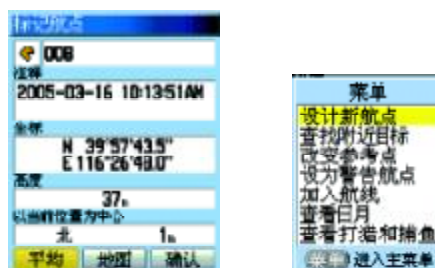 标记航点
008
注释
2005-03-16 10:13:51AM
坐标
N 39°57'43.5"
E 116°26'48.0"
高度
37m
以当前位置为中心
北 1m
平均 地图 确认
菜单
设计新航点
查找附近目标
改变参考点
设为警告航点
加入航线
查看日月
查看打猎和捕鱼
菜单 进入主菜单